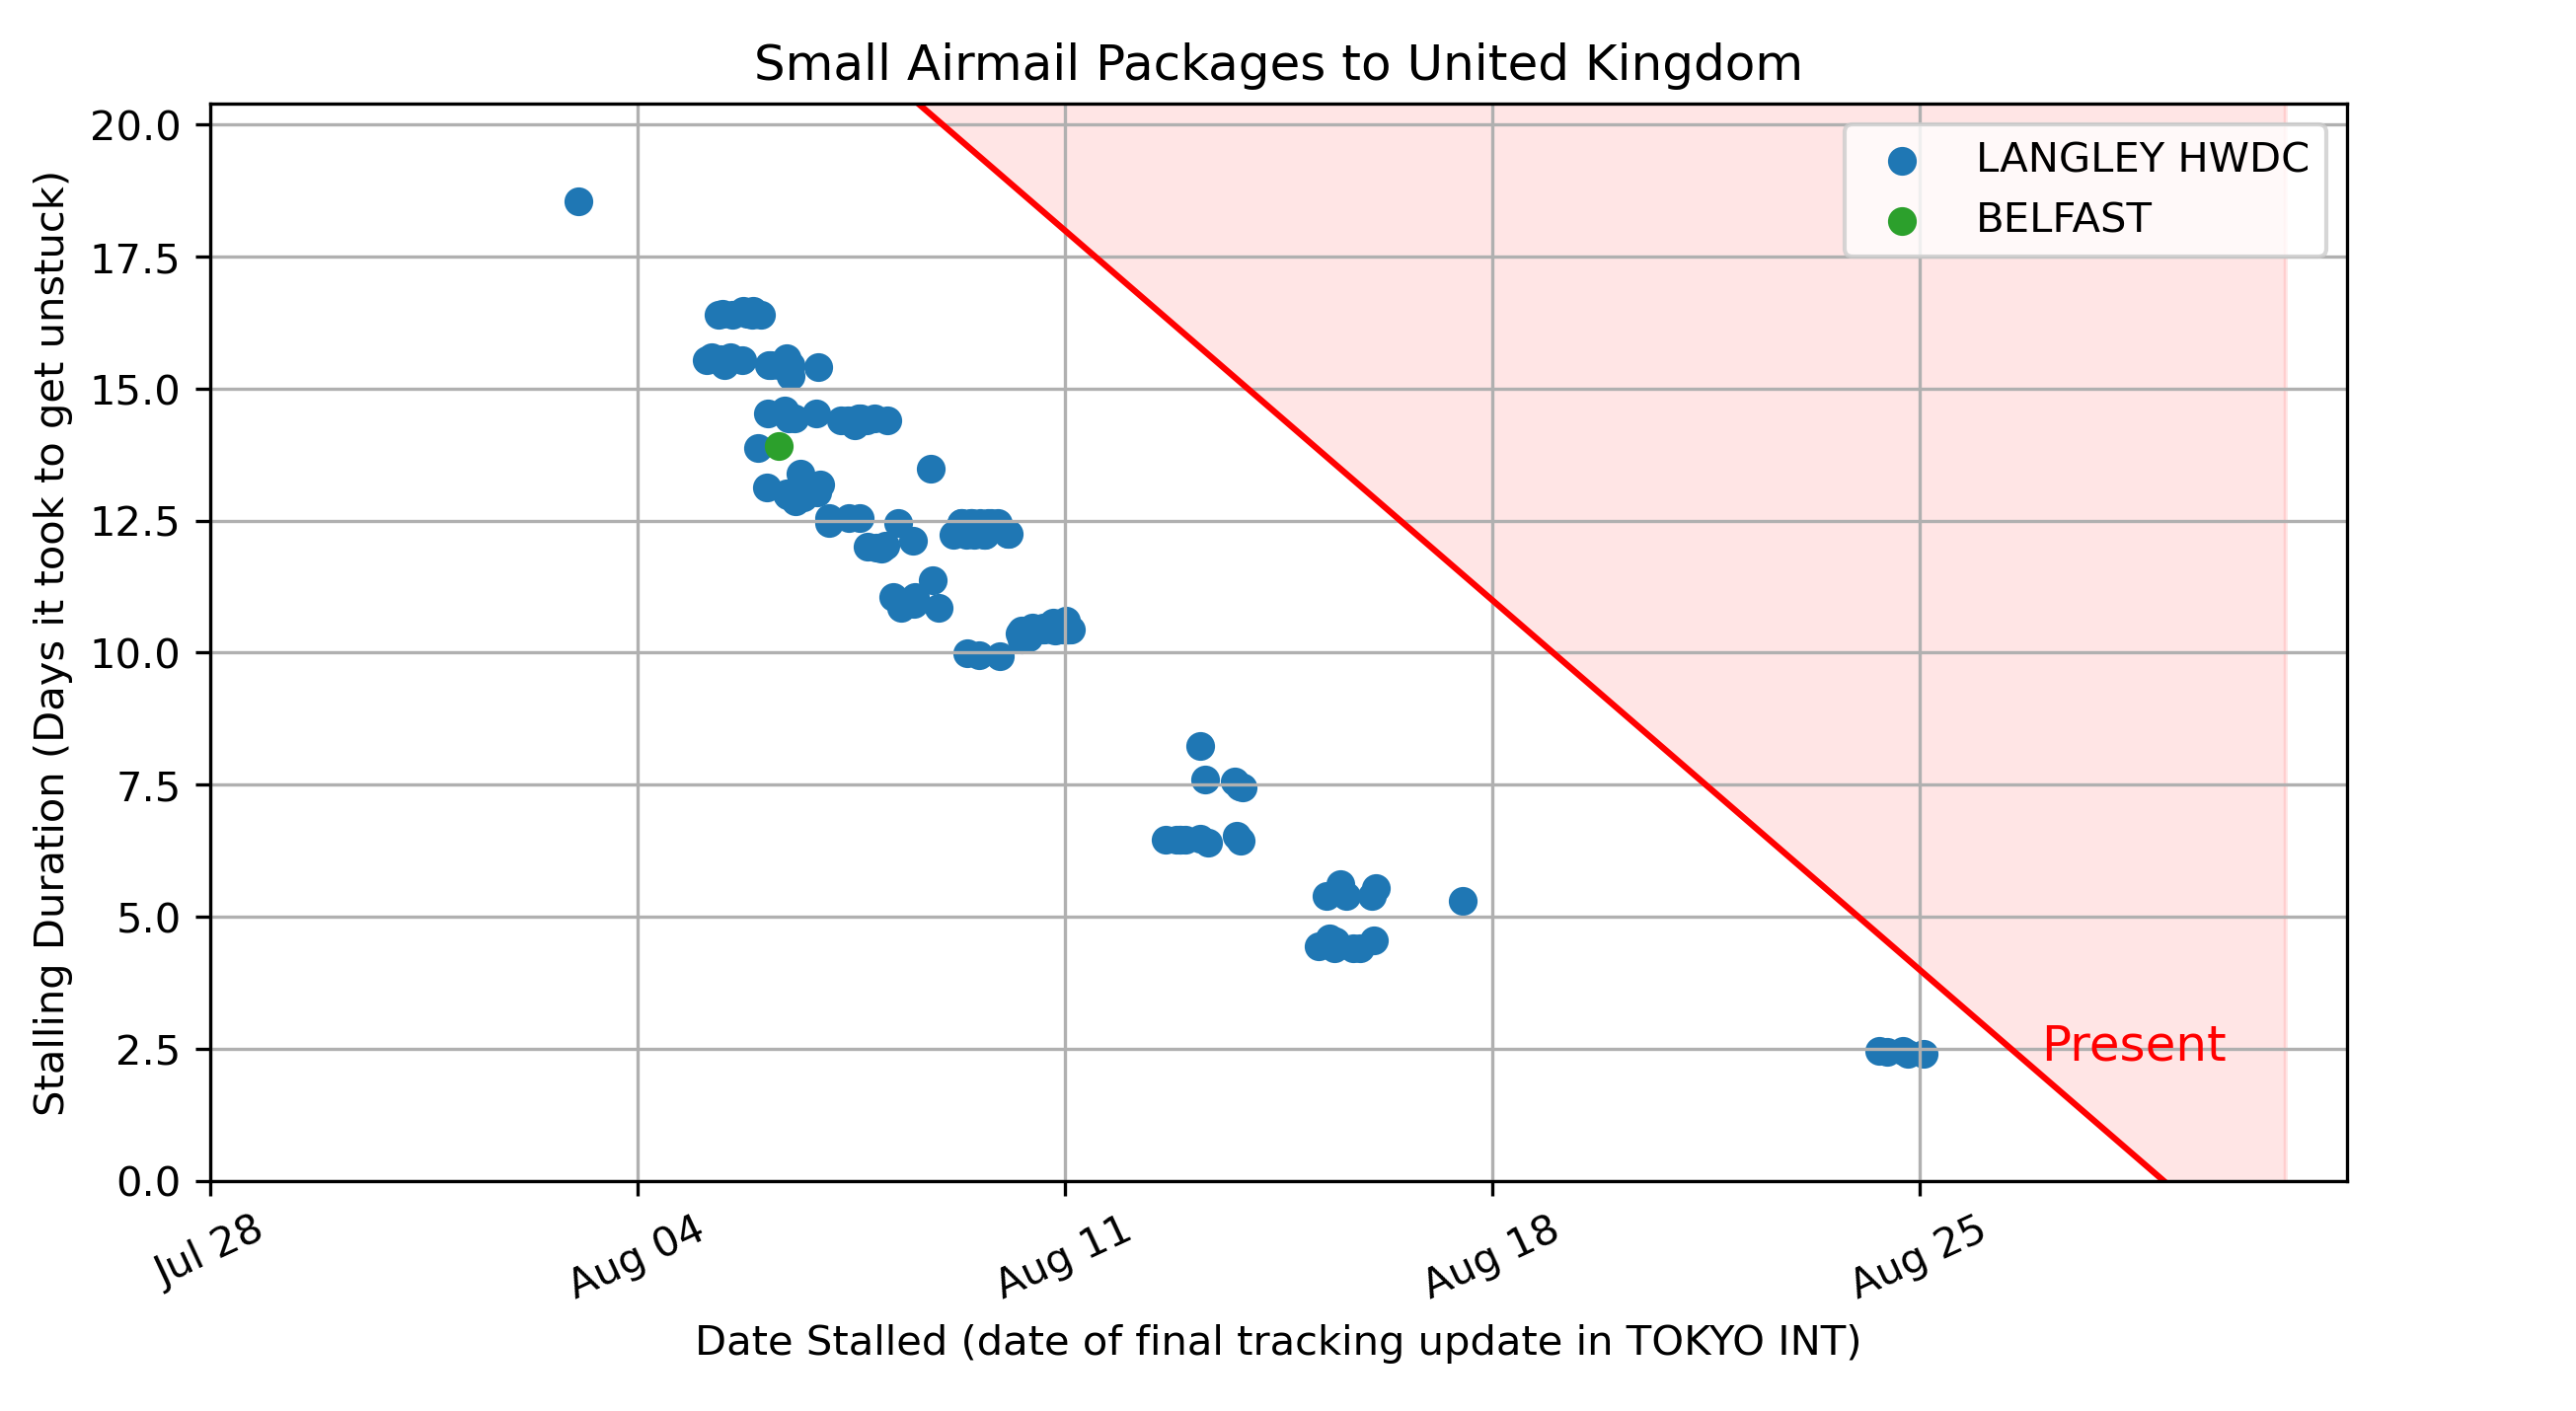 Small Airmail Packages to United Kingdom
Stalling Duration (Days it took to get unstuck)
20.0
17.5
15.0
12.5
10.0
7.5
5.0
2.5
0.0
LANGLEY HWDC
BELFAST
Present
Jul 28
Aug 04
Aug 11
Aug 18
Aug 25
Date Stalled (date of final tracking update in TOKYO INT)